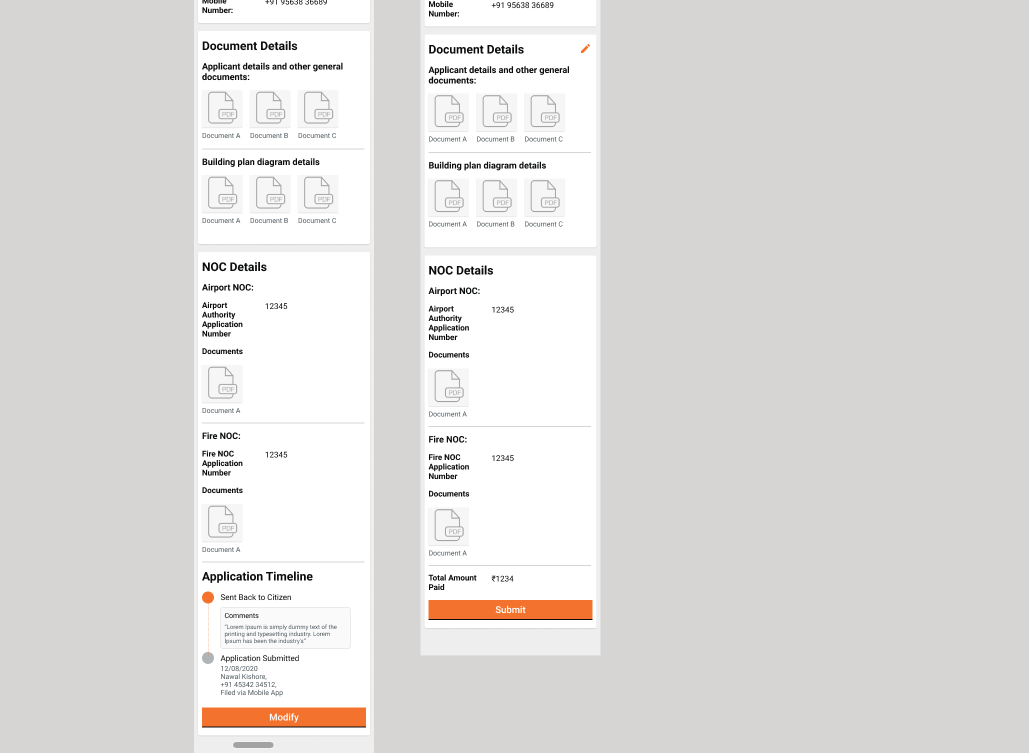 Mobile
Number:
+91 95638 36689
Document Details
Applicant details and other general
documents:
PDF
PDF
PDF
Document A
Document B
Document C
Building plan diagram details
PDF
PDF
PDF
Document A
Document B
Document C
NOC Details
Airport NOC:
Airport
Authority
Application
Number
12345
Documents
PDF
Document A
Fire NOC:
Fire NOC
Application
Number
12345
Documents
PDF
Document A
Application Timeline
Sent Back to Citizen
Comments
"Lorem Ipsum is simply dummy text of the
printing and typesetting industry. Lorem
Ipsum has been the industry's"
Application Submitted
12/08/2020
Nawal Kishore,
+91 45342 34512,
Filed via Mobile App
Modify
Mobile
Number:
+91 95638 36689
Document Details
Applicant details and other general
documents:
PDF
PDF
PDF
Document A
Document B
Document C
Building plan diagram details
PDF
PDF
PDF
Document A
Document B
Document C
NOC Details
Airport NOC:
Airport
Authority
Application
Number
12345
Documents
PDF
Document A
Fire NOC:
Fire NOC
Application
Number
12345
Documents
PDF
Document A
Total Amount
Paid
₹1234
Submit